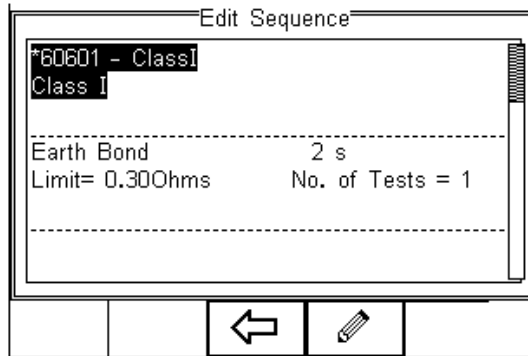 Edit Sequence
*60601 - ClassI
Class I
Earth Bond 2 s
Limit= 0.30Ohms No. of Tests = 1